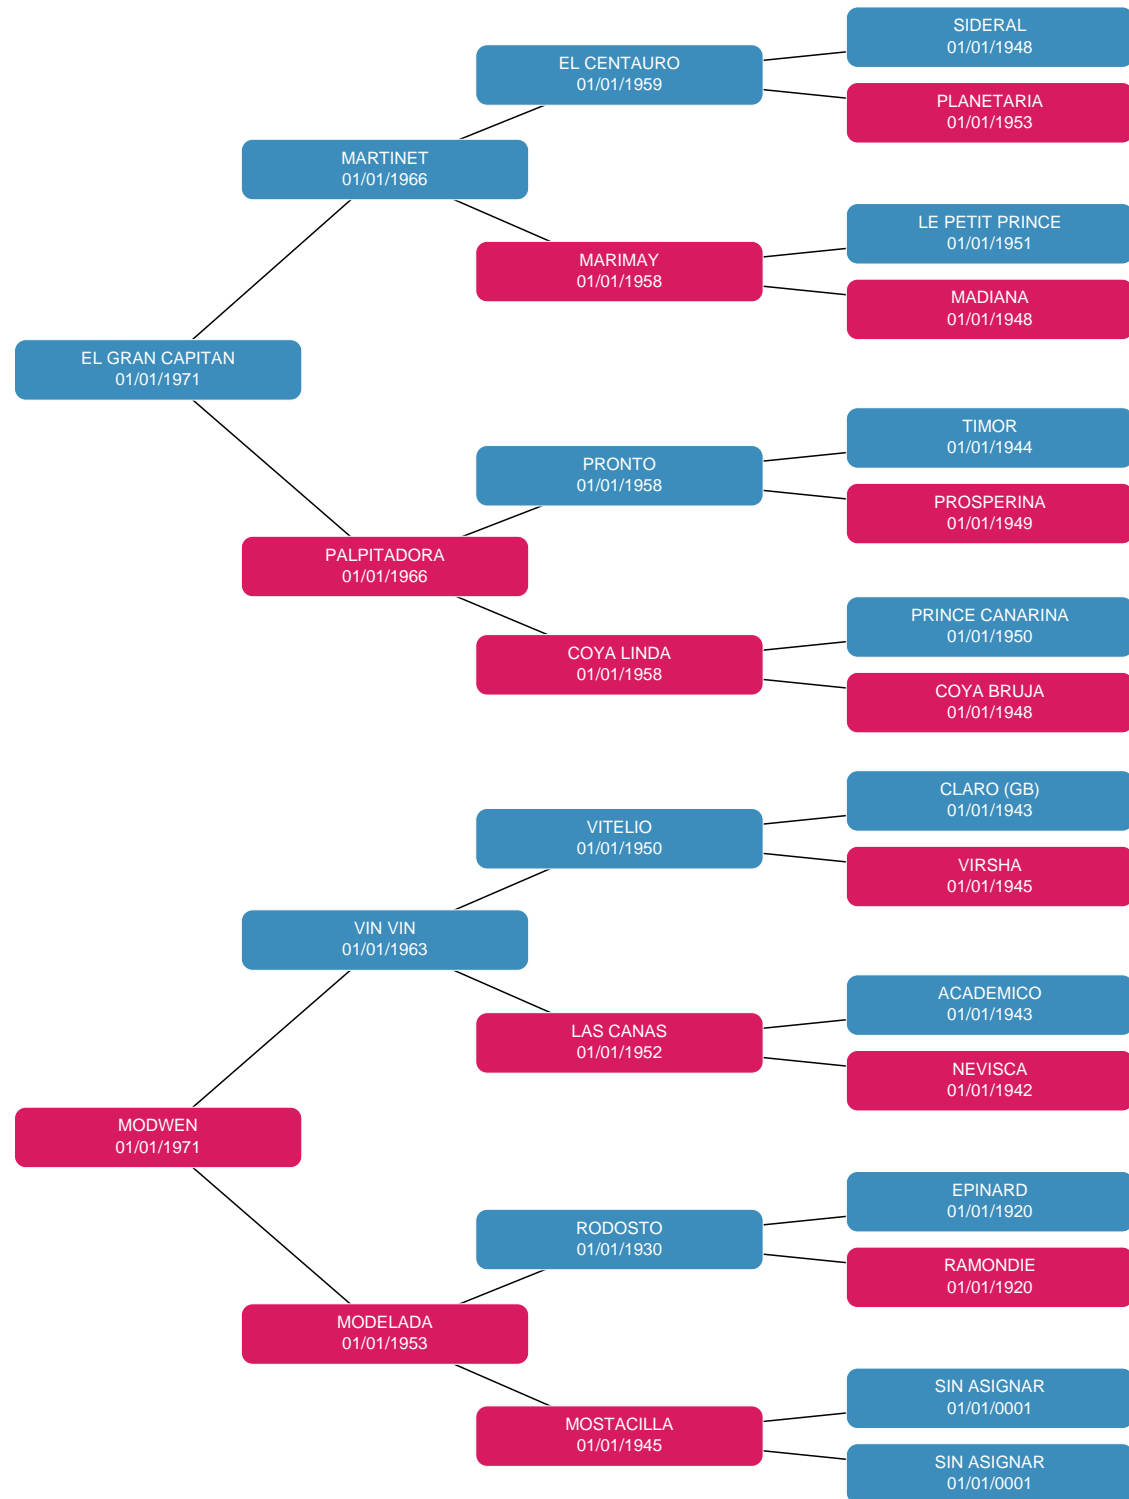 SIDERAL
01/01/1948
EL CENTAURO
01/01/1959
PLANETARIA
01/01/1953
MARTINET
01/01/1966
LE PETIT PRINCE
01/01/1951
MARIMAY
01/01/1958
MADIANA
01/01/1948
EL GRAN CAPITAN
01/01/1971
TIMOR
01/01/1944
PRONTO
01/01/1958
PROSPERINA
01/01/1949
PALPITADORA
01/01/1966
PRINCE CANARINA
01/01/1950
COYA LINDA
01/01/1958
COYA BRUJA
01/01/1948
CLARO (GB)
01/01/1943
VITELIO
01/01/1950
VIRSHA
01/01/1945
VIN VIN
01/01/1963
ACADEMICO
01/01/1943
LAS CANAS
01/01/1952
NEVISCA
01/01/1942
MODWEN
01/01/1971
EPINARD
01/01/1920
RODOSTO
01/01/1930
RAMONDIE
01/01/1920
MODELADA
01/01/1953
SIN ASIGNAR
01/01/0001
MOSTACILLA
01/01/1945
SIN ASIGNAR
01/01/0001